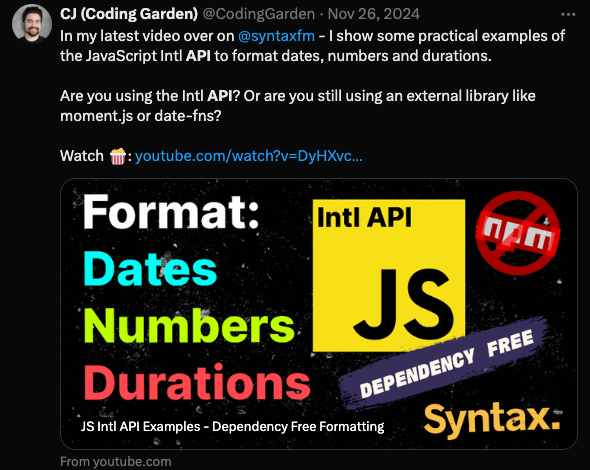 CJ (Coding Garden) @CodingGarden · Nov 26, 2024
In my latest video over on @syntaxfm - I show some practical examples of
the JavaScript Intl API to format dates, numbers and durations.
Are you using the Intl API? Or are you still using an external library like
moment.js or date-fns?
Watch 🍿: youtube.com/watch?v=DyHXvc...
Format:
Dates
Numbers
Durations
Intl API
JS
npm
DEPENDENCY FREE
JS Intl API Examples - Dependency Free Formatting
Syntax.
From youtube.com